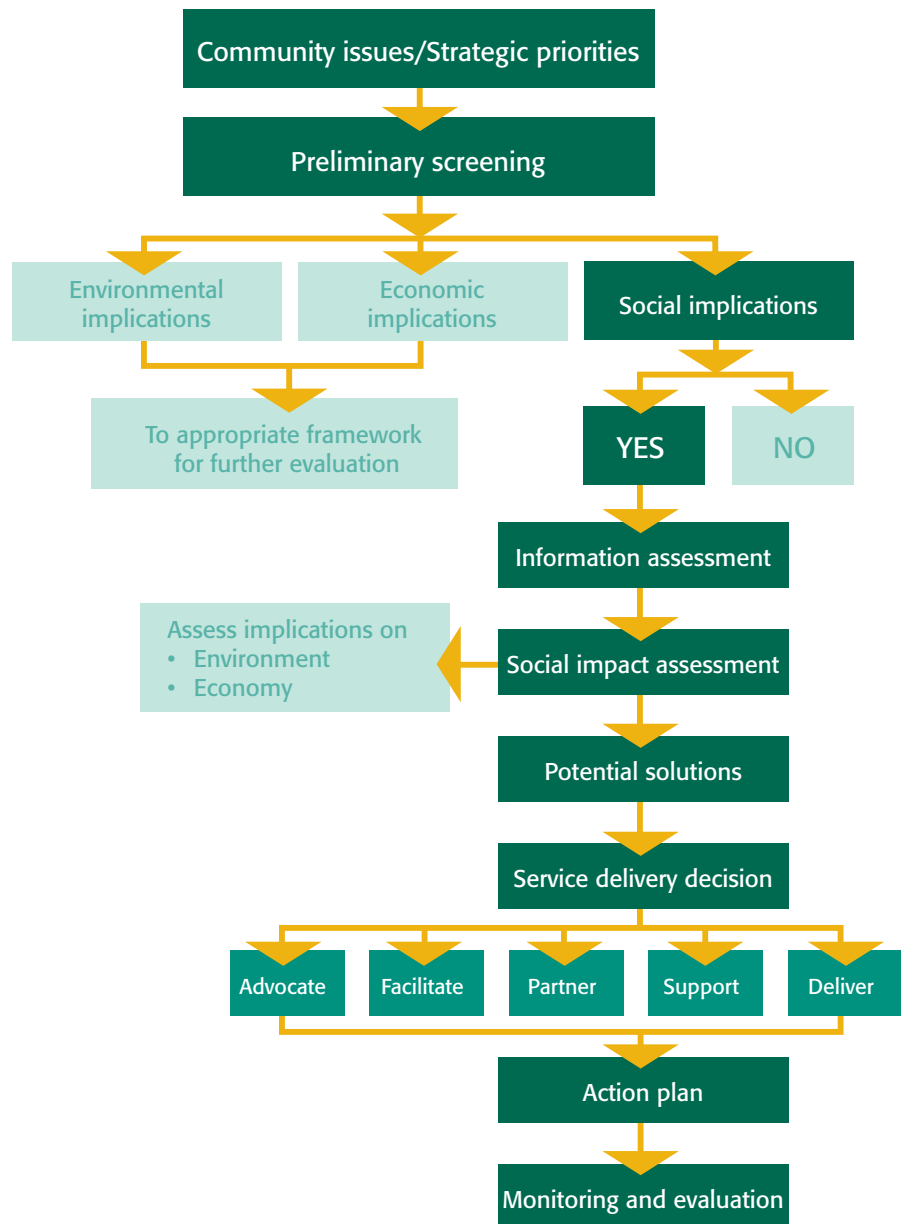 Community issues/Strategic priorities
Preliminary screening
Environmental
implications
Economic
implications
Social implications
To appropriate framework
for further evaluation
YES
NO
Information assessment
Assess implications on
• Environment
• Economy
Social impact assessment
Potential solutions
Service delivery decision
Advocate
Facilitate
Partner
Support
Deliver
Action plan
Monitoring and evaluation